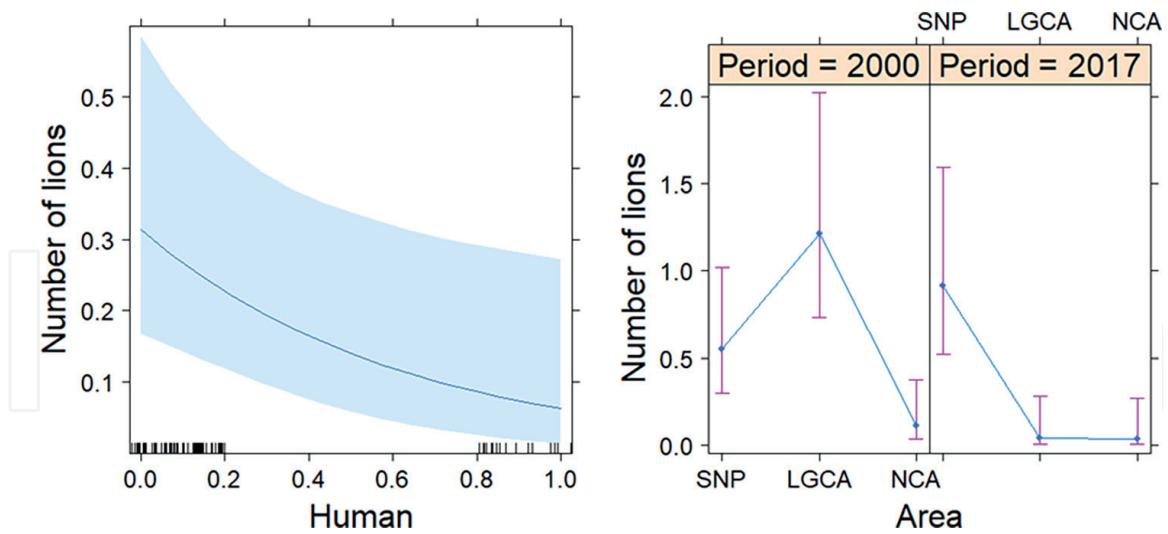 Number of lions
0.5
0.4
0.3
0.2
0.1
0.0 0.2 0.4 0.6 0.8 1.0
Human
SNP LGCA NCA
Period = 2000 Period = 2017
Number of lions
2.0
1.5
1.0
0.5
0.0
SNP LGCA NCA
Area